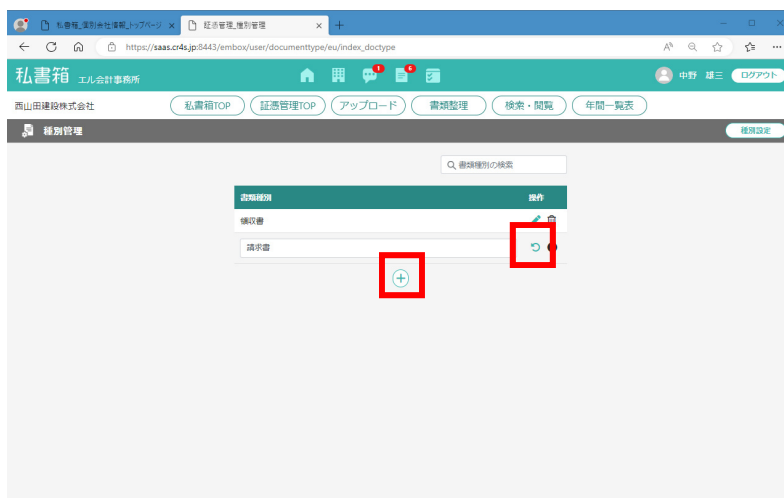 私書箱_個別会社情報_トップページ
証憑管理_種別管理
https://saas.cr4s.jp:8443/embox/user/documenttype/eu/index_doctype
私書箱 エル会計事務所
1
6
中野 雄三
ログアウト
西山田建設株式会社
私書箱TOP
証憑管理TOP
アップロード
書類整理
検索・閲覧
年間一覧表
種別管理
種別設定
書類種別の検索
書類種別 操作
領収書
請求書